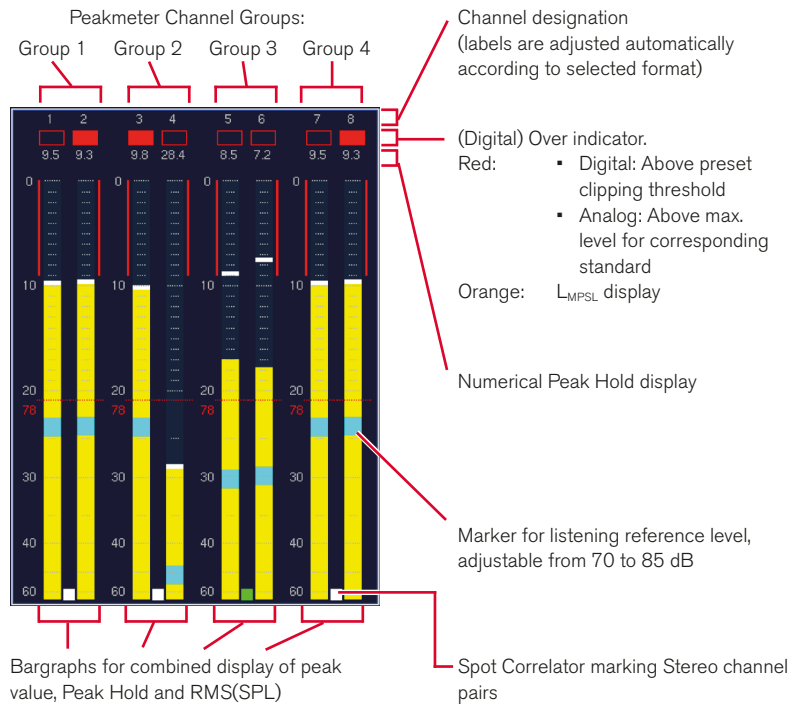 Peakmeter Channel Groups:
Group 1 Group 2 Group 3 Group 4
Channel designation
(labels are adjusted automatically
according to selected format)
1 2 3 4 5 6 7 8
9.5 9.3 9.8 28.4 8.5 7.2 9.5 9.3
0 0 0 0
10 10 10 10
20 20 20 20
78 78 78 78
30 30 30 30
40 40 40 40
60 60 60 60
(Digital) Over indicator.
Red: ▪ Digital: Above preset
clipping threshold
▪ Analog: Above max.
level for corresponding
standard
Orange: LMPSL display
Numerical Peak Hold display
Marker for listening reference level,
adjustable from 70 to 85 dB
Spot Correlator marking Stereo channel
pairs
Bargraphs for combined display of peak
value, Peak Hold and RMS(SPL)